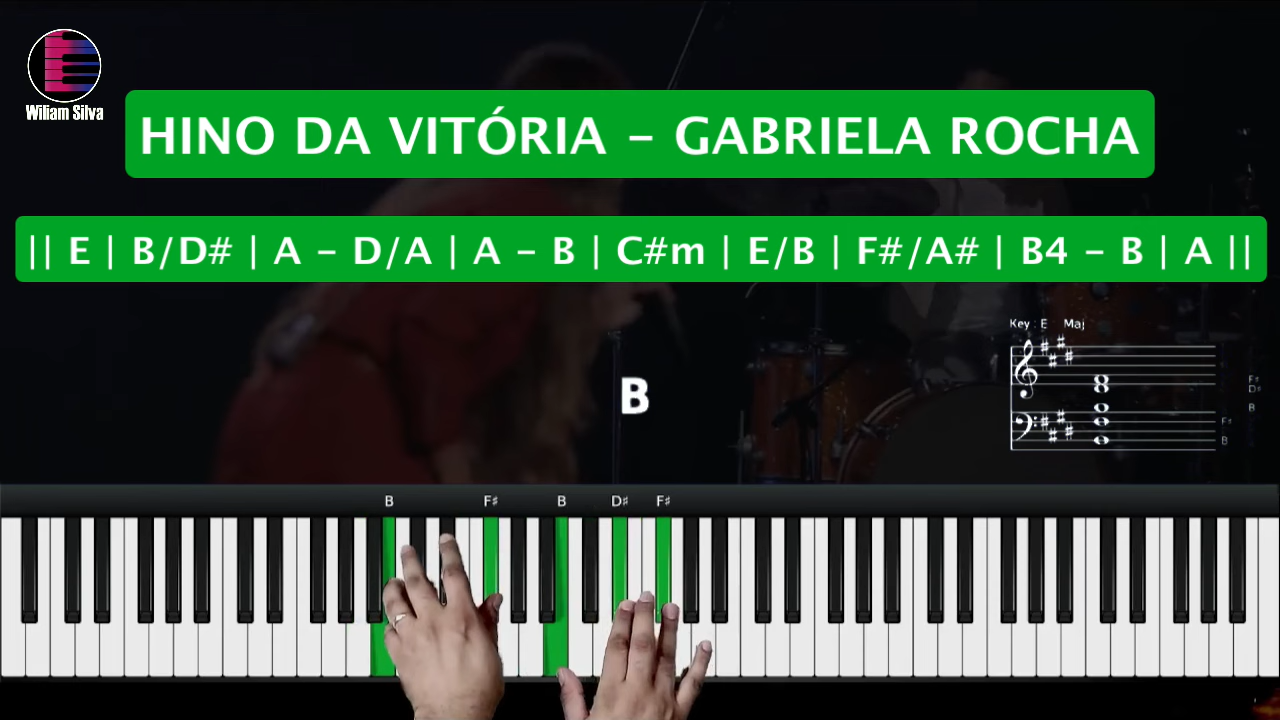 Wiliam Silva
HINO DA VITÓRIA - GABRIELA ROCHA
|| E | B/D# | A - D/A | A - B | C#m | E/B | F#/A# | B4 - B | A ||
Key : E Maj
B
F♯
D♯
B
F♯
B
B F♯ B D♯ F♯